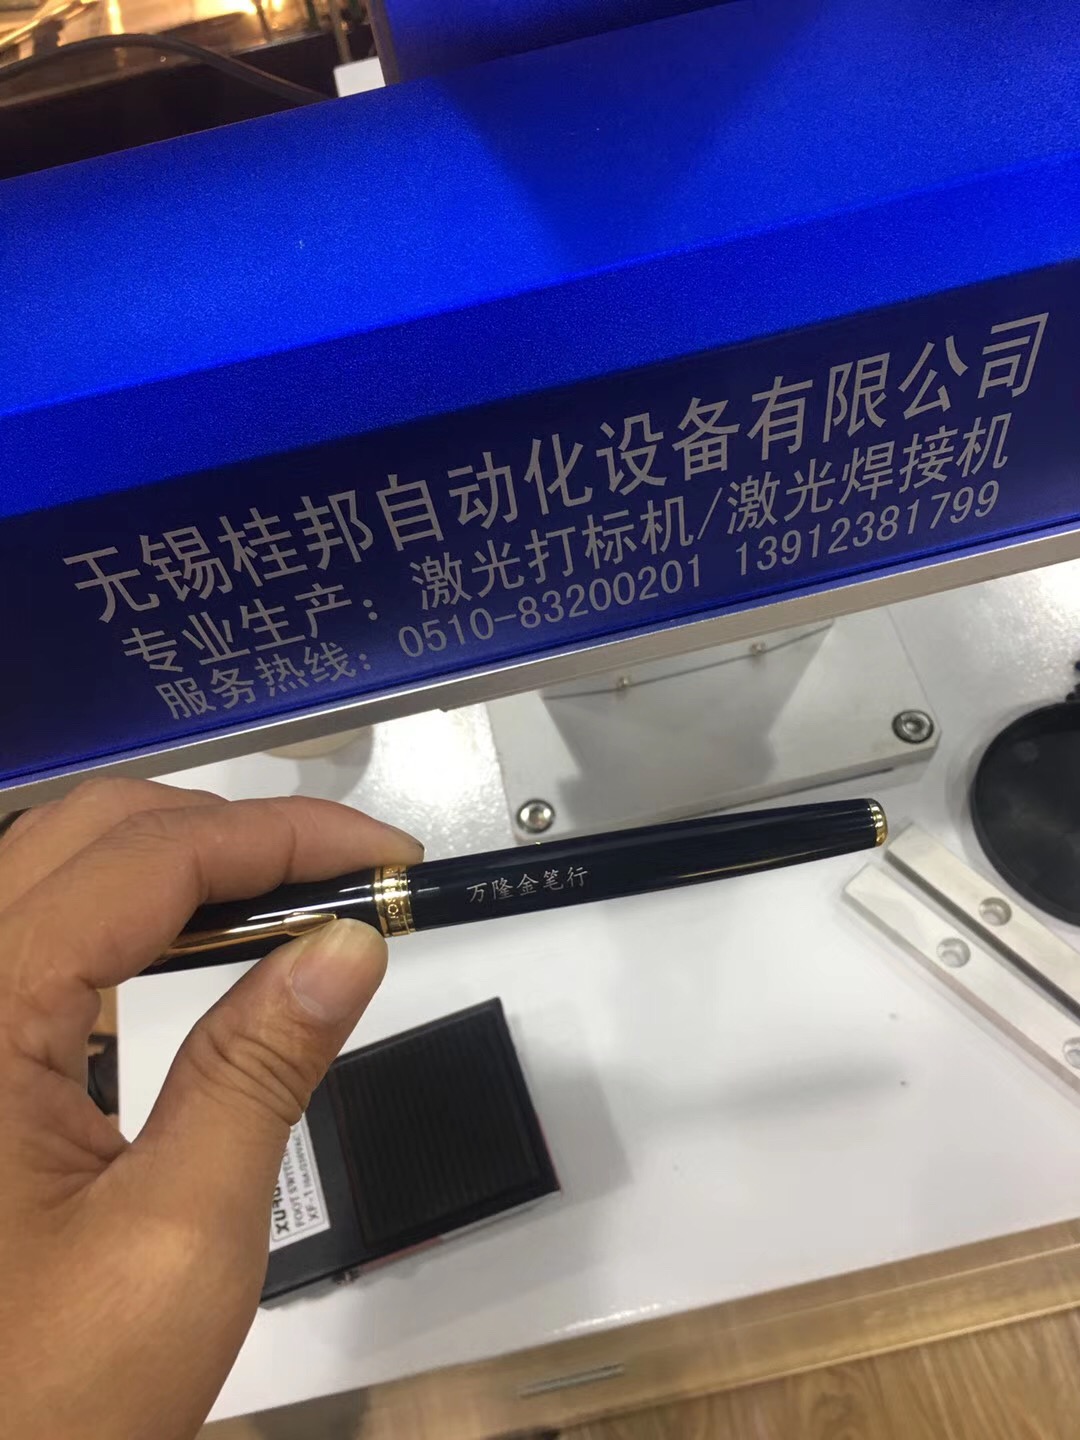 无锡桂邦自动化设备有限公司
专业生产：激光打标机/激光焊接机
服务热线：0510-83200201 13912381799
万隆金笔行
XF-1